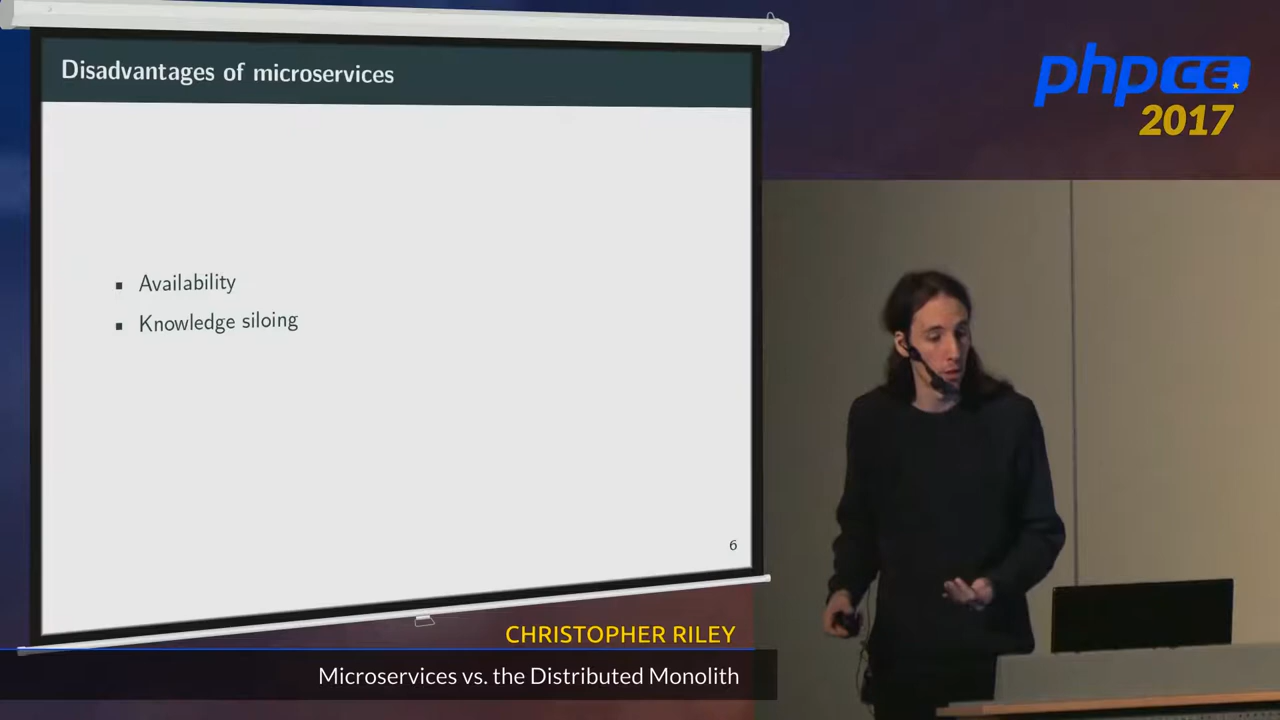 Disadvantages of microservices
▪ Availability
▪ Knowledge siloing
6
phpCE
2017
CHRISTOPHER RILEY
Microservices vs. the Distributed Monolith